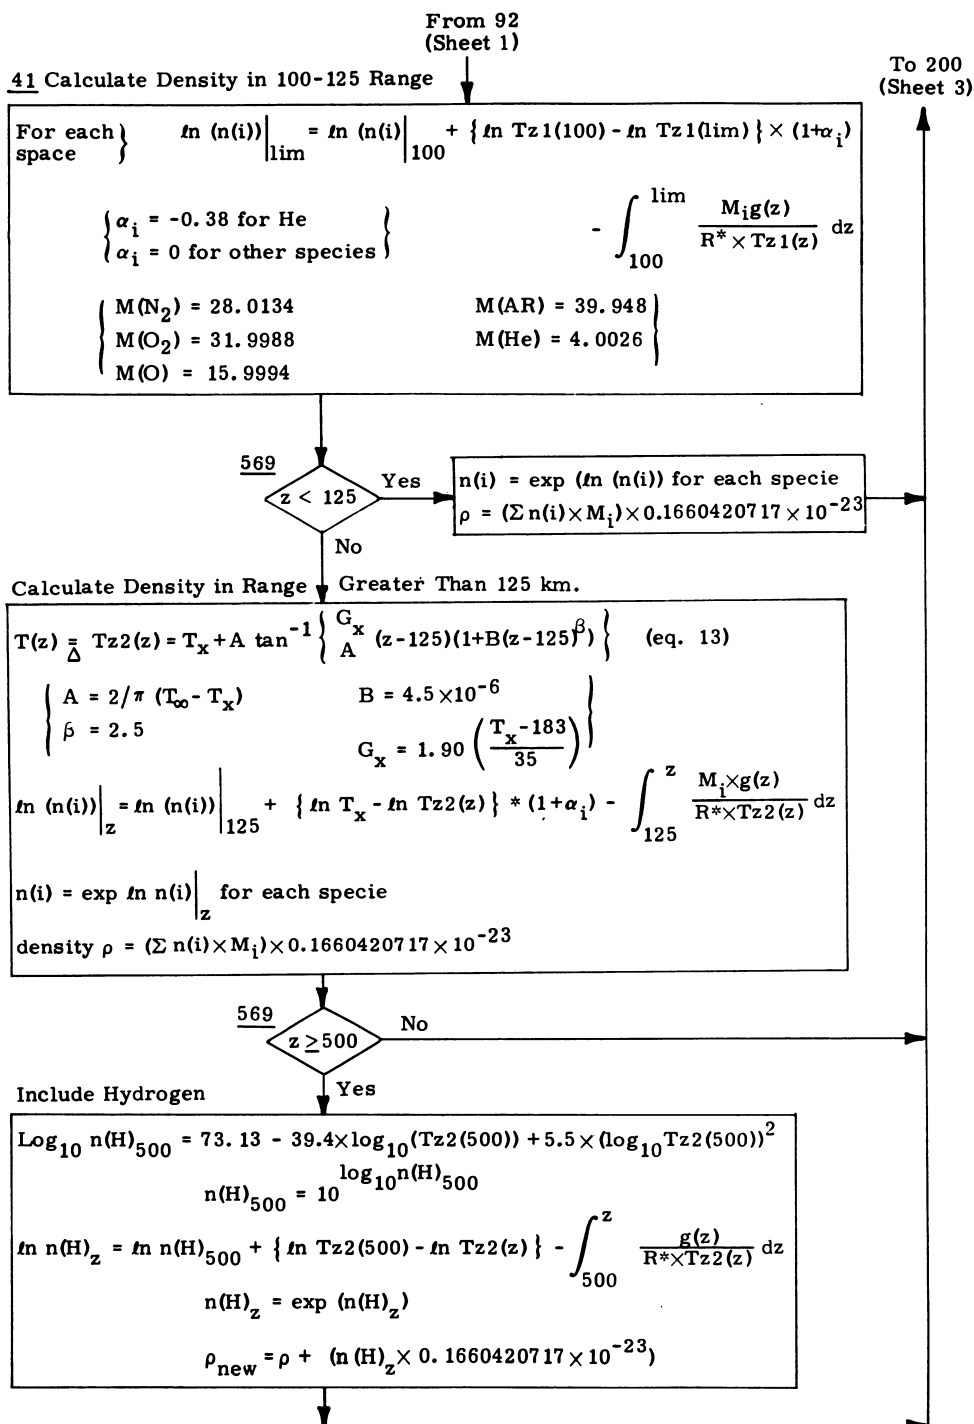 From 92
(Sheet 1)
To 200
(Sheet 3)
41 Calculate Density in 100-125 Range
For each } ln (n(i))|lim = ln (n(i)|100 + { ln Tz1(100) - ln Tz1(lim) } × (1+αi)
space
{ αi = -0.38 for He
αi = 0 for other species }
- ∫100^lim Mig(z) / R* × Tz1(z) dz
M(N2) = 28.0134 M(AR) = 39.948
M(O2) = 31.9988 M(He) = 4.0026
M(O) = 15.9994
569
z < 125
Yes
n(i) = exp (ln (n(i)) for each specie
ρ = (Σ n(i)×Mi)×0.1660420717×10^-23
No
Calculate Density in Range Greater Than 125 km.
T(z) =Δ Tz2(z) = Tx + A tan^-1 { Gx A (z-125)(1+B(z-125)^β) } (eq. 13)
A = 2/π (T∞ - Tx) B = 4.5×10^-6
β = 2.5 Gx = 1.90 (Tx-183 / 35)
ln (n(i))|z = ln (n(i))|125 + { ln Tx - ln Tz2(z) } * (1+αi) - ∫125^z Mi×g(z) / R*×Tz2(z) dz
n(i) = exp ln n(i)|z for each specie
density ρ = (Σ n(i)×Mi)×0.1660420717×10^-23
569
z ≥ 500
No
Yes
Include Hydrogen
Log10 n(H)500 = 73.13 - 39.4×log10(Tz2(500)) + 5.5×(log10Tz2(500))^2
n(H)500 = 10^log10n(H)500
ln n(H)z = ln n(H)500 + { ln Tz2(500) - ln Tz2(z) } - ∫500^z g(z) / R*×Tz2(z) dz
n(H)z = exp (n(H)z)
ρnew = ρ + (n(H)z × 0.1660420717×10^-23)